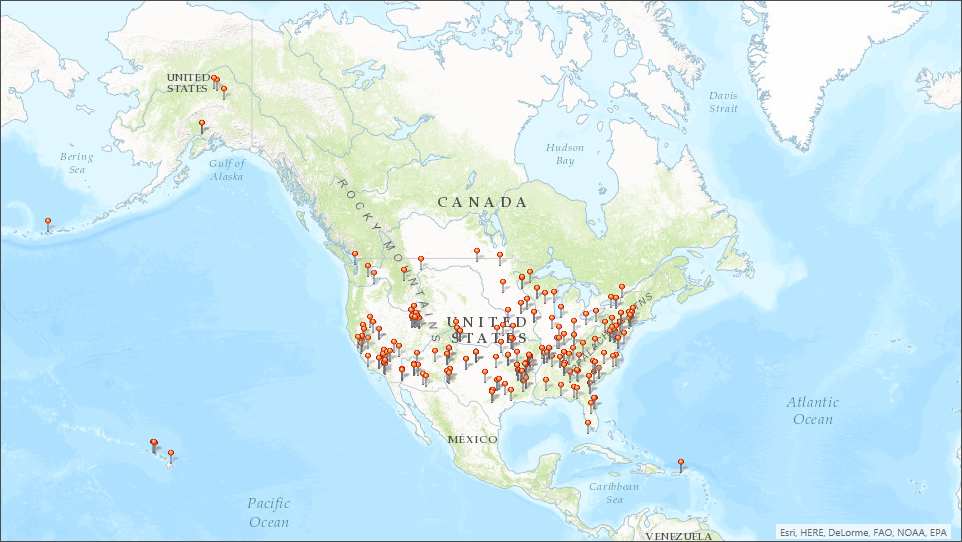 UNITED
STATES
Davis
Strait
Bering
Sea
Gulf of
Alaska
Hudson
Bay
ROCKY MOUNTAINS
CANADA
UNITED
STATES
Atlantic
Ocean
MÉXICO
Caribbean
Sea
Pacific
Ocean
VENEZUELA
Esri, HERE, DeLorme, FAO, NOAA, EPA